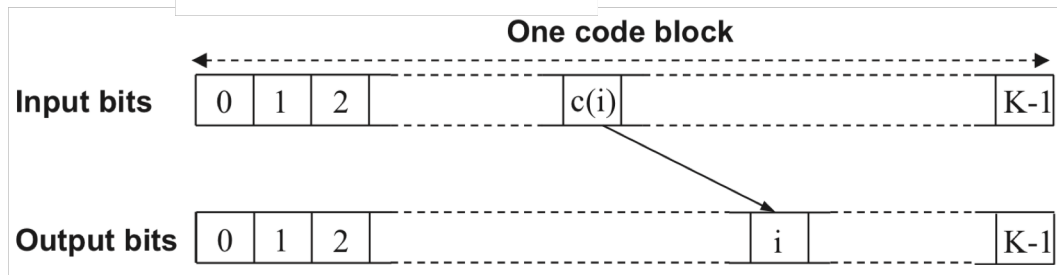 One code block
Input bits 0 1 2 c(i) K-1
Output bits 0 1 2 i K-1